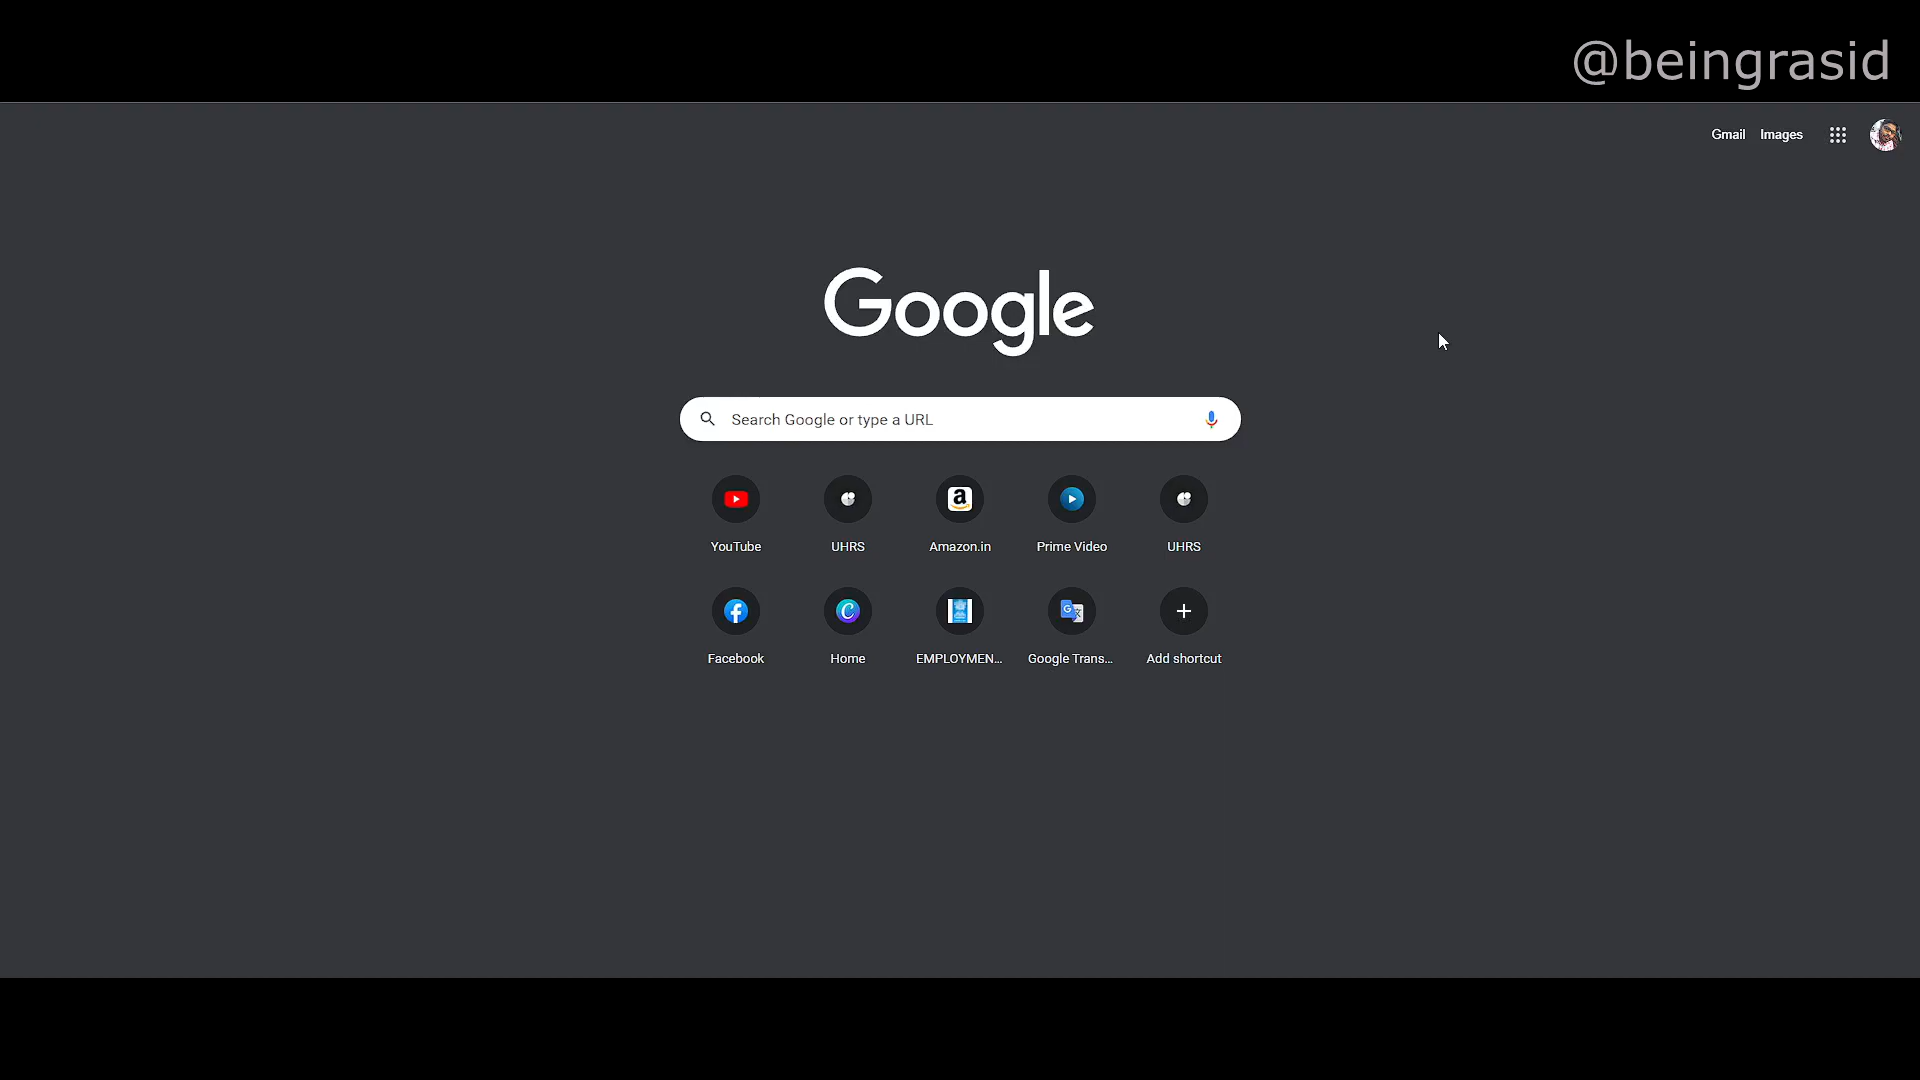 @beingrasid
Gmail Images
Google
Search Google or type a URL
YouTube UHRS Amazon.in Prime Video UHRS
Facebook Home EMPLOYMEN... Google Trans... Add shortcut